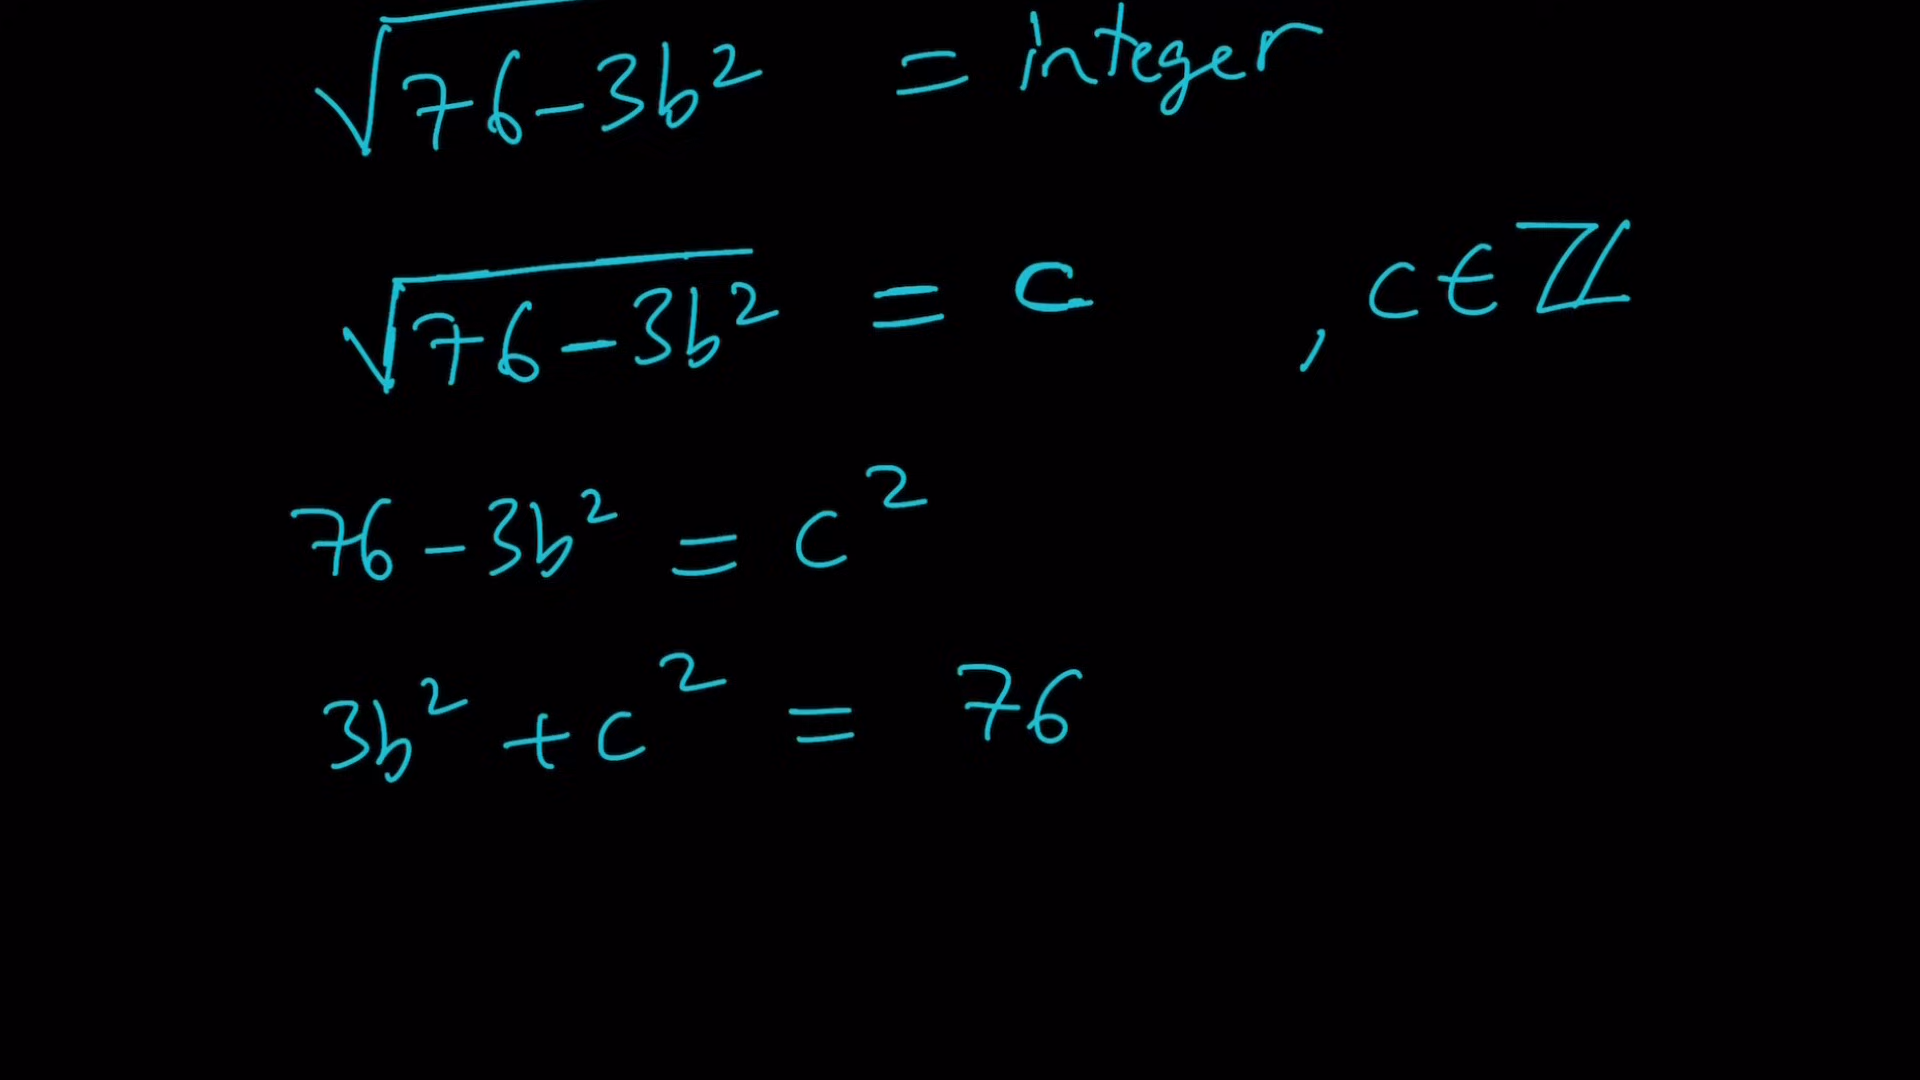 √76-3b² = integer
√76-3b² = c , c∈ℤ
76-3b² = c²
3b² + c² = 76